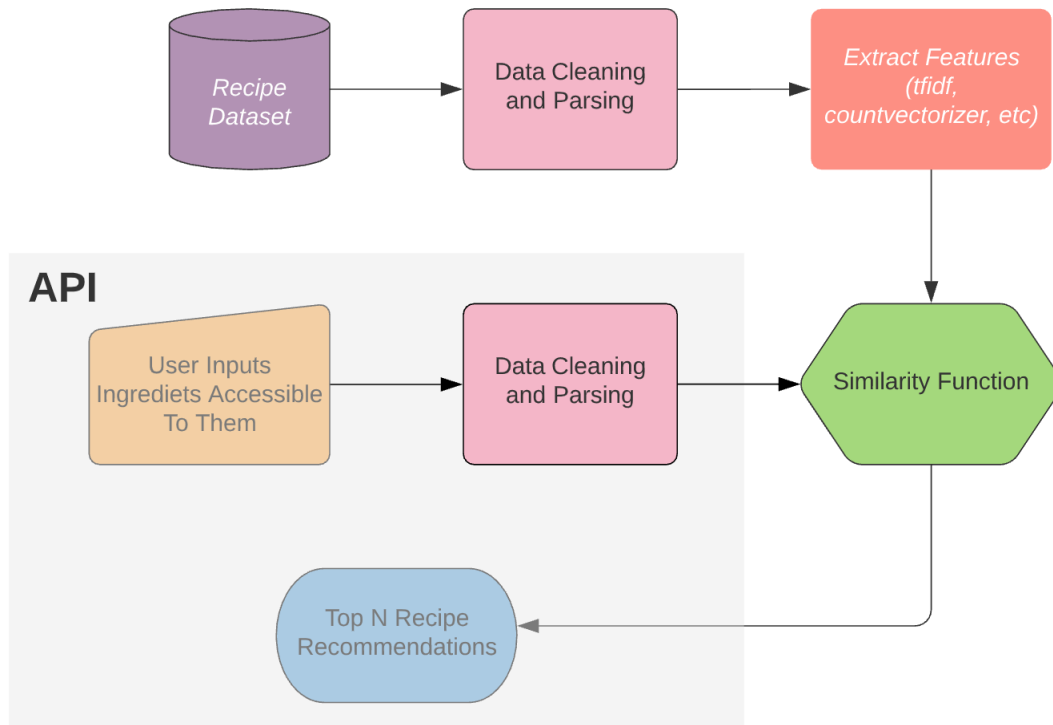 Recipe
Dataset
Data Cleaning
and Parsing
Extract Features
(tfidf,
countvectorizer, etc)
API
User Inputs
Ingrediets Accessible
To Them
Data Cleaning
and Parsing
Similarity Function
Top N Recipe
Recommendations